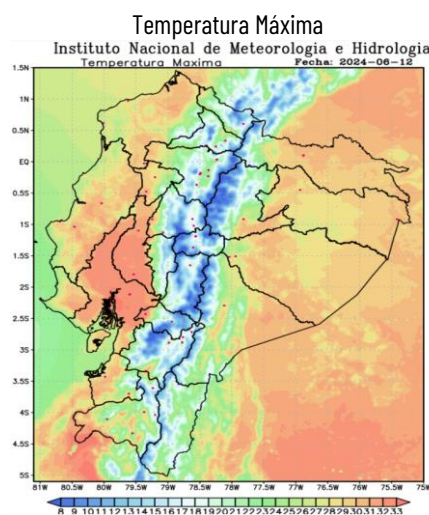 Temperatura Máxima
Instituto Nacional de Meteorologia e Hidrologia
Temperatura Maxima Fecha: 2024-06-12
1.5N
1N
0.5N
EQ
0.5S
1S
1.5S
2S
2.5S
3S
3.5S
4S
4.5S
5S
81W 80.5W 80W 79.5W 79W 78.5W 78W 77.5W 77W 76.5W 76W 75.5W 75W
8 9 10 11 12 13 14 15 16 17 18 19 20 21 22 23 24 25 26 27 28 29 30 31 32 33